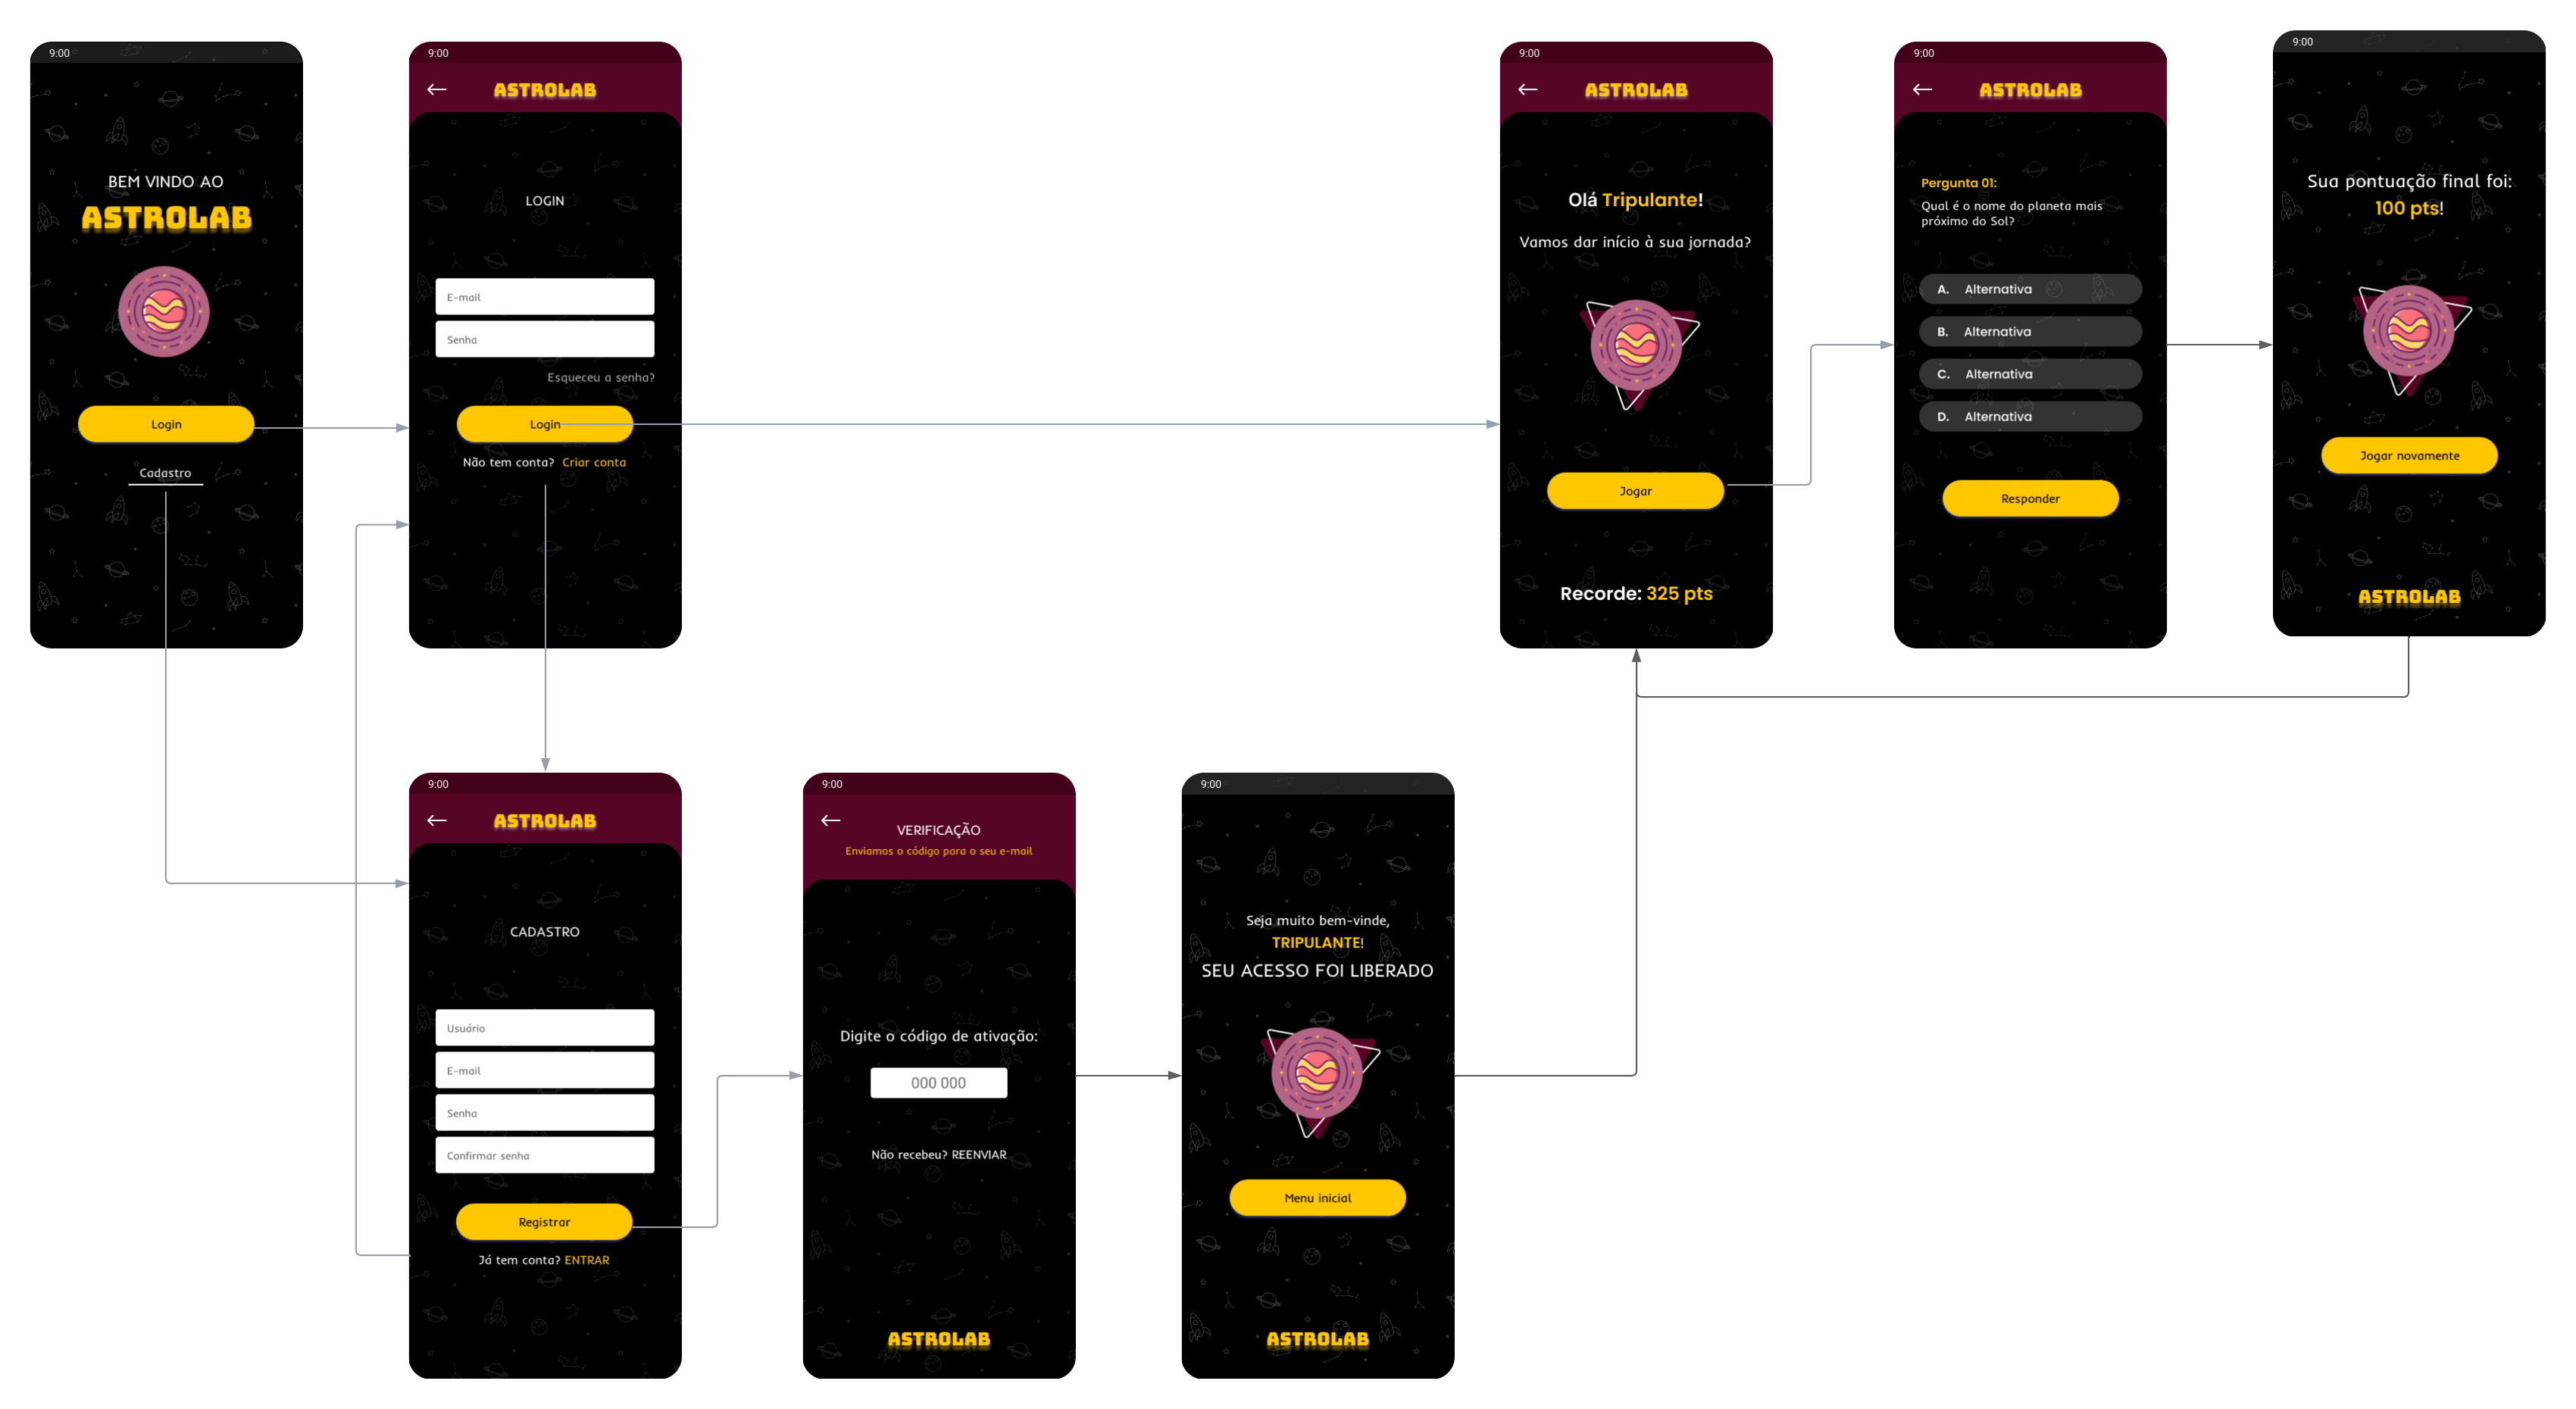 9:00
BEM VINDO AO
ASTROLAB
Login
Cadastro
9:00
ASTROLAB
LOGIN
E-mail
Senha
Esqueceu a senha?
Login
Não tem conta? Criar conta
9:00
ASTROLAB
Olá Tripulante!
Vamos dar início à sua jornada?
Jogar
Recorde: 325 pts
9:00
ASTROLAB
Pergunta 01:
Qual é o nome do planeta mais
próximo do Sol?
A. Alternativa
B. Alternativa
C. Alternativa
D. Alternativa
Responder
9:00
Sua pontuação final foi:
100 pts!
Jogar novamente
ASTROLAB
9:00
ASTROLAB
CADASTRO
Usuário
E-mail
Senha
Confirmar senha
Registrar
Já tem conta? ENTRAR
9:00
VERIFICAÇÃO
Enviamos o código para o seu e-mail
Digite o código de ativação:
000 000
Não recebeu? REENVIAR
ASTROLAB
9:00
Seja muito bem-vinde,
TRIPULANTE!
SEU ACESSO FOI LIBERADO
Menu inicial
ASTROLAB